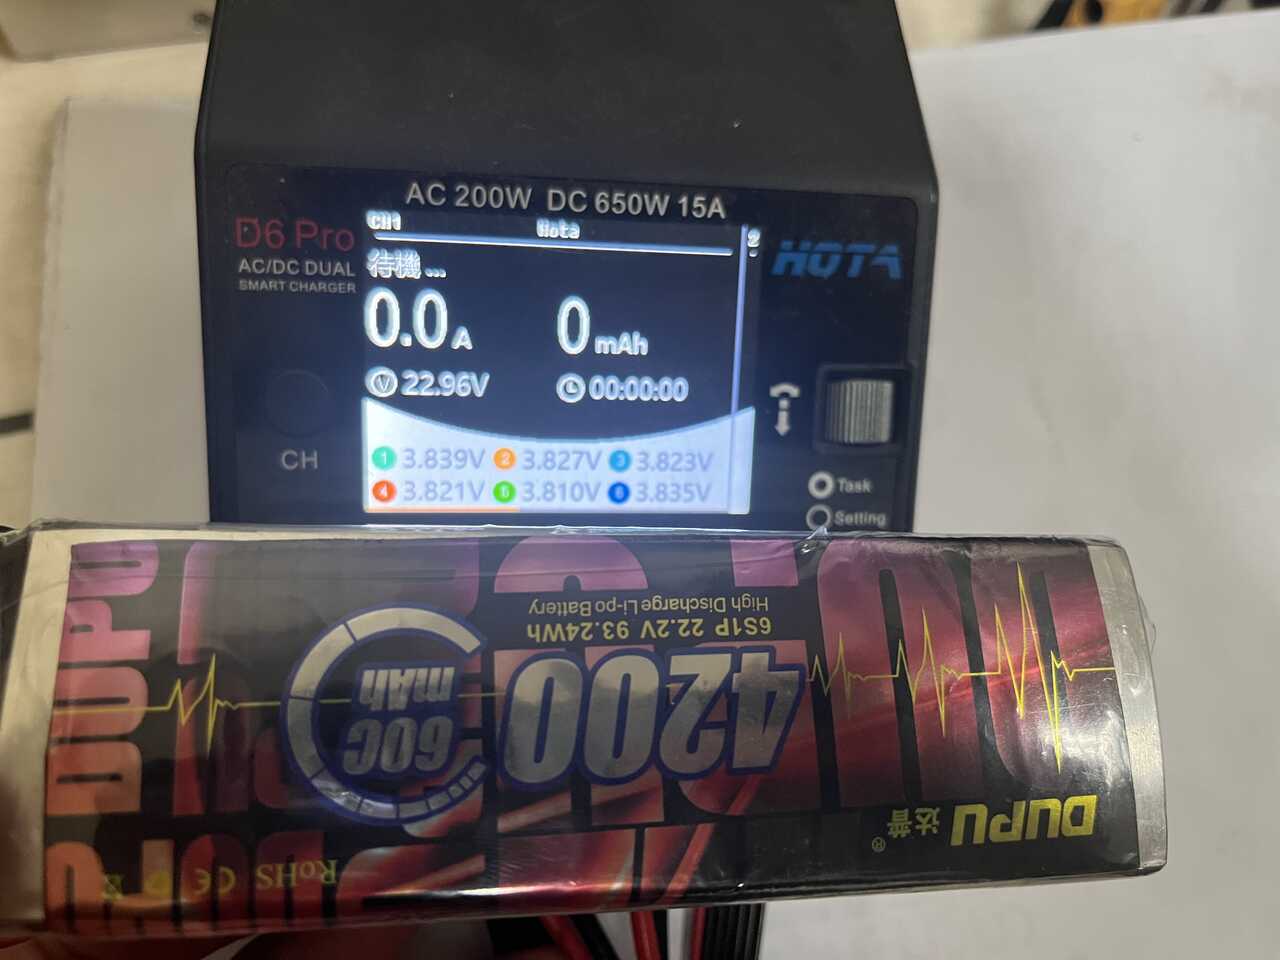 AC 200W DC 650W 15A
D6 Pro
AC/DC DUAL
SMART CHARGER
HOTA
CH1 Hota 2
待機...
0.0A 0mAh
V 22.96V 00:00:00
1 3.839V 2 3.827V 3 3.823V
4 3.821V 5 3.810V 6 3.835V
CH
Task
Setting
DUPU 达普®
4200
60C
mAh
6S1P 22.2V 93.24Wh
High Discharge Li-po Battery
RoHS CE
DUPU